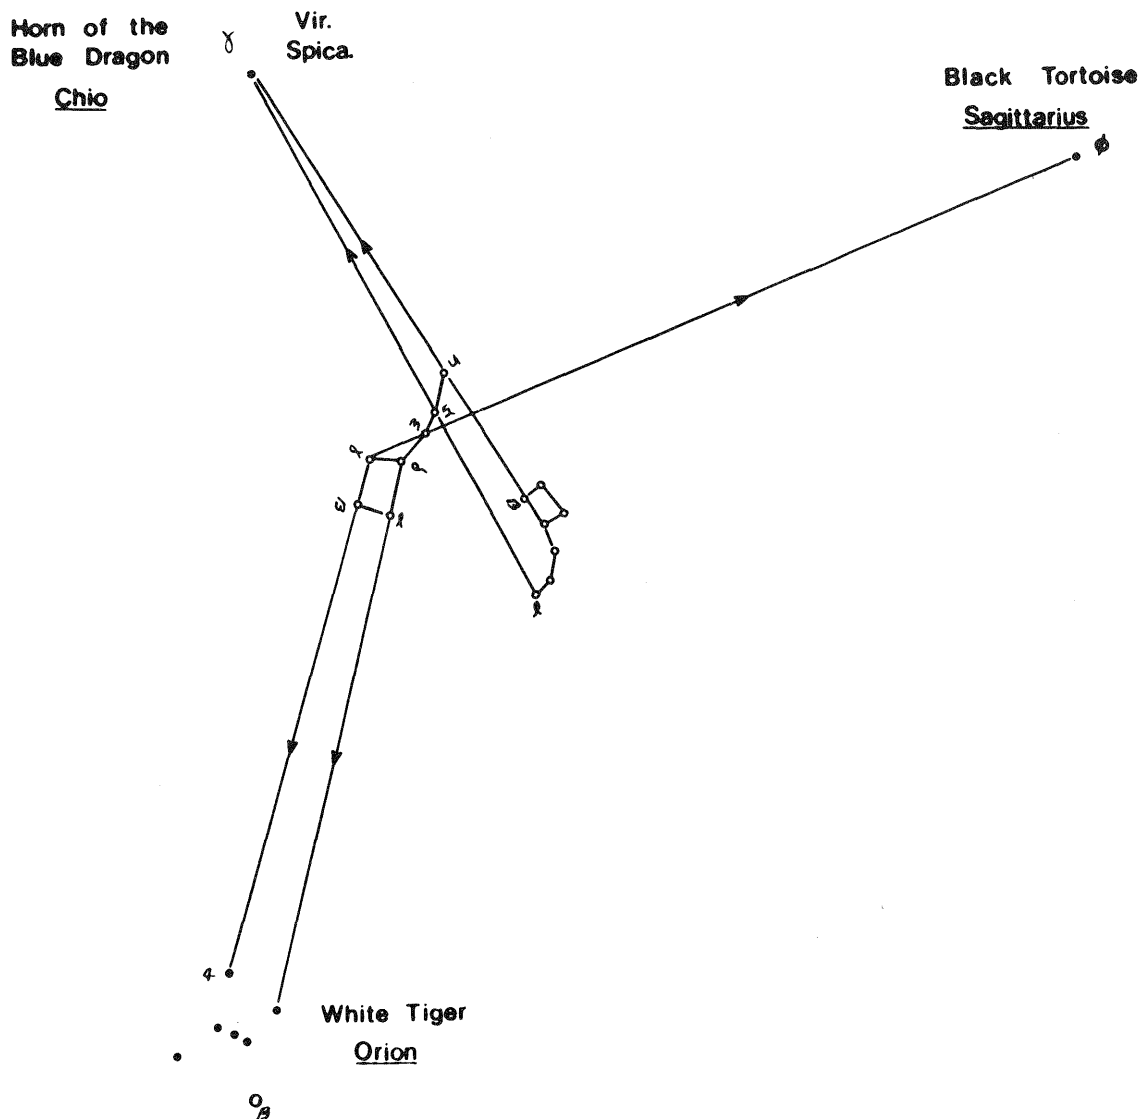 Horn of the
Blue Dragon
Chio
γ
Vir.
Spica.
Black Tortoise
Sagittarius
ϕ
White Tiger
Orion
β